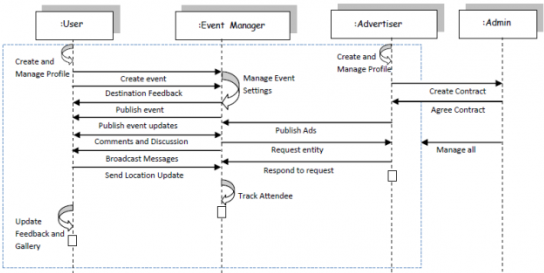 :User
:Event Manager
:Advertiser
:Admin
Create and
Manage Profile
Create and
Manage Profile
Create event
Manage Event
Settings
Destination Feedback
Create Contract
Publish event
Agree Contract
Publish event updates
Publish Ads
Comments and Discussion
Request entity
Manage all
Broadcast Messages
Respond to request
Send Location Update
Track Attendee
Update
Feedback and
Gallery